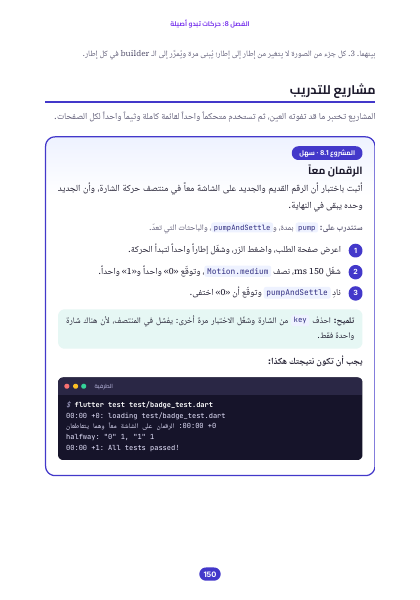 الفصل 8: حركات تبدو أصيلة
بينهما. 3. كل جزء من الصورة لا يتغير من إطار إلى إطار: يُبنى مرة ويُمرَّر إلى الـ builder في كل إطار.
مشاريع للتدريب
المشاريع تختبر ما قد تفوته العين، ثم تستخدم متحكماً واحداً لقائمة كاملة وثيماً واحداً لكل الصفحات.
المشروع 8.1 · سهل
الرقمان معاً
أثبت باختبار أن الرقم القديم والجديد على الشاشة معاً في منتصف حركة الشارة، وأن الجديد
وحده يبقى في النهاية.
ستتدرب على: pump بمدة، و pumpAndSettle، والباحثات التي تعدّ.
1 اعرض صفحة الطلب، واضغط الزر، وشغّل إطاراً واحداً لتبدأ الحركة.
2 شغّل 150 ms، نصف Motion.medium، وتوقّع «0» واحداً و«1» واحداً.
3 نادِ pumpAndSettle وتوقّع أن «0» اختفى.
تلميح: احذف key من الشارة وشغّل الاختبار مرة أخرى: يفشل في المنتصف، لأن هناك شارة
واحدة فقط.
يجب أن تكون نتيجتك هكذا:
الطرفية
$ flutter test test/badge_test.dart
00:00 +0: loading test/badge_test.dart
00:00 +0: الرقمان على الشاشة معاً وهما يتقاطعان
halfway: "0" 1, "1" 1
00:00 +1: All tests passed!
150